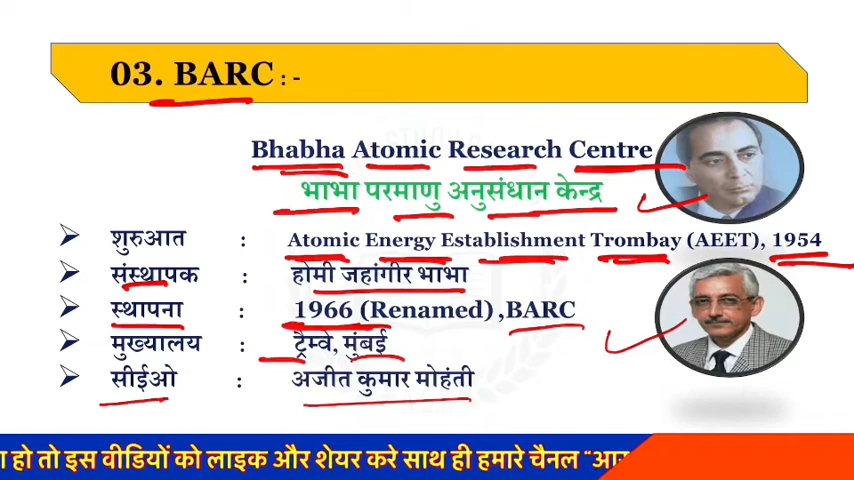 03. BARC : -
Bhabha Atomic Research Centre
भाभा परमाणु अनुसंधान केन्द्र
शुरुआत : Atomic Energy Establishment Trombay (AEET), 1954
संस्थापक : होमी जहांगीर भाभा
स्थापना : 1966 (Renamed) ,BARC
मुख्यालय : ट्रैम्वे, मुंबई
सीईओ : अजीत कुमार मोहंती
हो तो इस वीडियों को लाइक और शेयर करे साथ ही हमारे चैनल